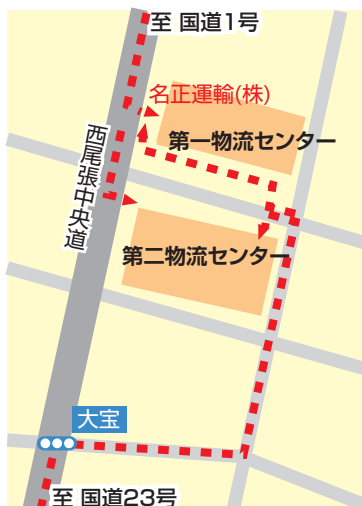 至 国道1号
名正運輸(株)
第一物流センター
西尾張中央道
第二物流センター
大宝
至 国道23号